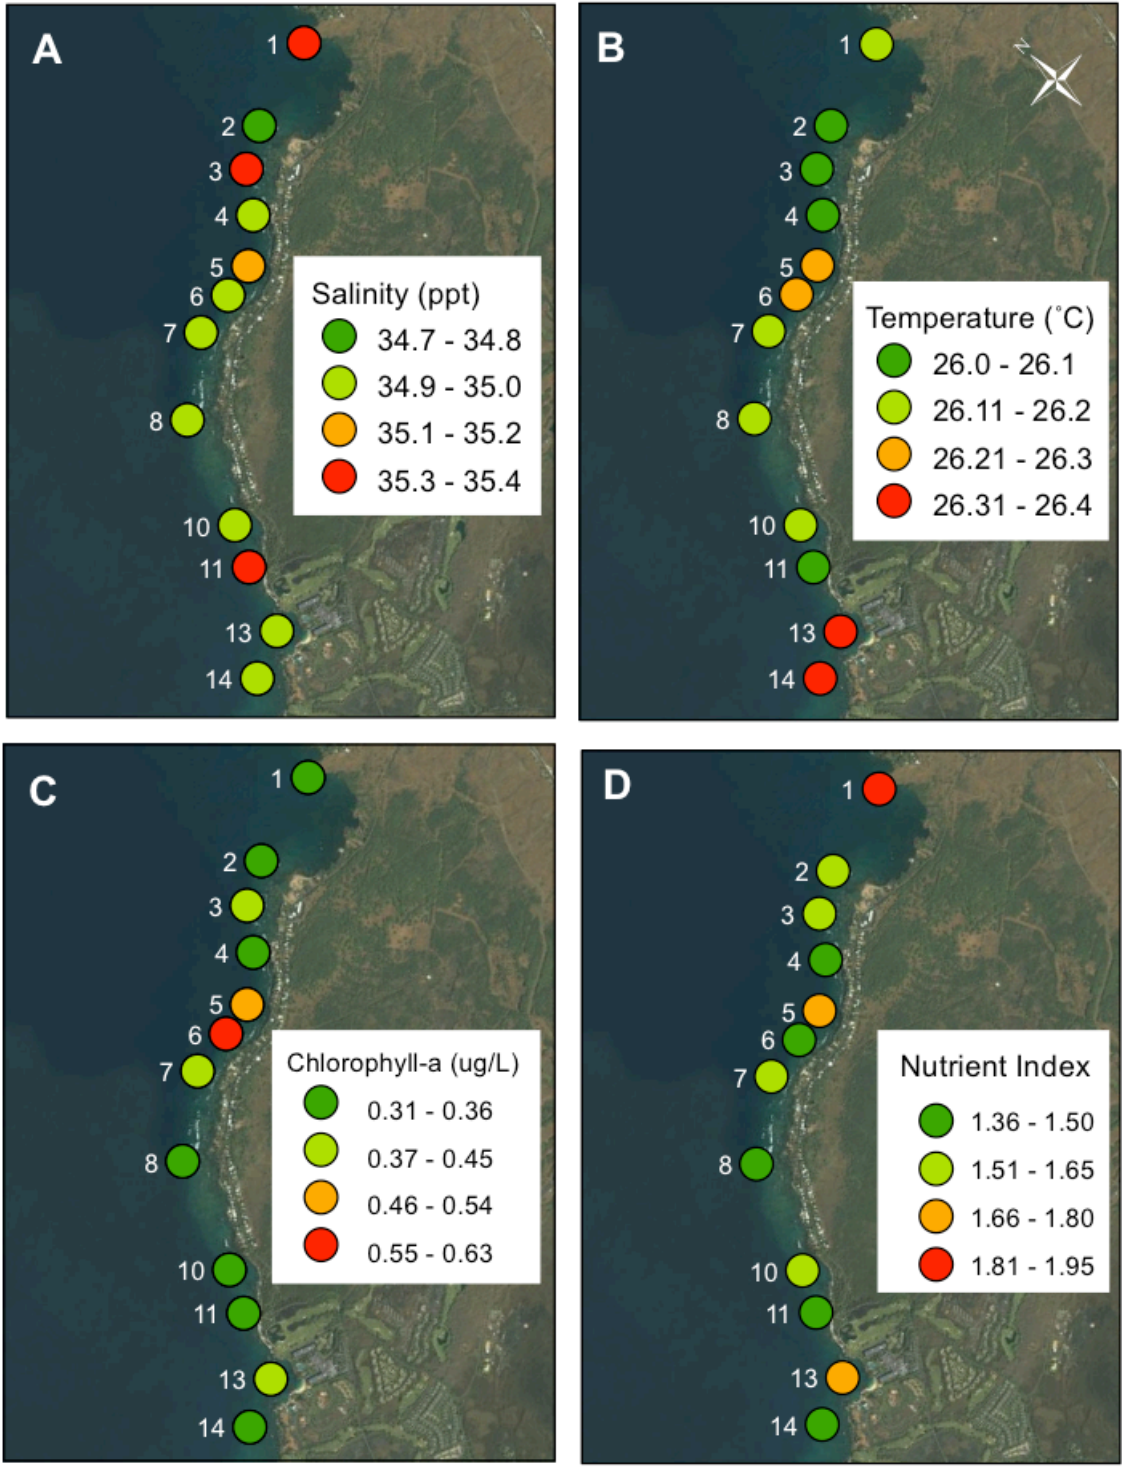 A
1
2
3
4
5
6
7
8
10
11
13
14
Salinity (ppt)
34.7 - 34.8
34.9 - 35.0
35.1 - 35.2
35.3 - 35.4
B
N
1
2
3
4
5
6
7
8
10
11
13
14
Temperature (°C)
26.0 - 26.1
26.11 - 26.2
26.21 - 26.3
26.31 - 26.4
C
1
2
3
4
5
6
7
8
10
11
13
14
Chlorophyll-a (ug/L)
0.31 - 0.36
0.37 - 0.45
0.46 - 0.54
0.55 - 0.63
D
1
2
3
4
5
6
7
8
10
11
13
14
Nutrient Index
1.36 - 1.50
1.51 - 1.65
1.66 - 1.80
1.81 - 1.95